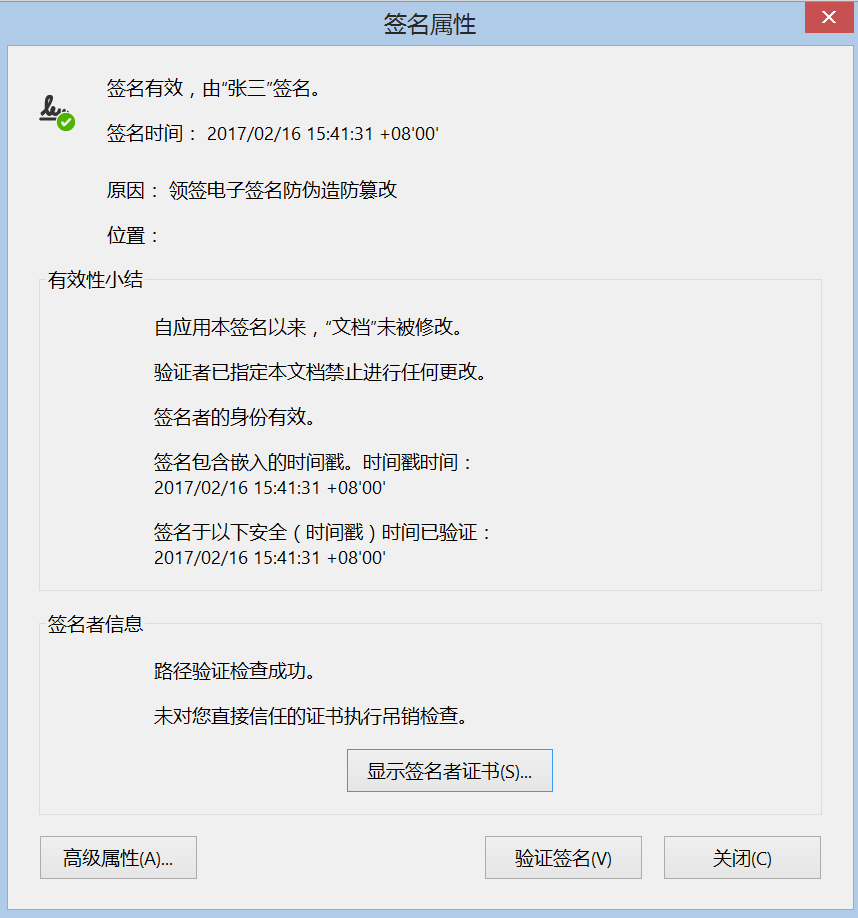 签名属性
签名有效，由“张三”签名。
签名时间： 2017/02/16 15:41:31 +08'00'
原因： 领签电子签名防伪造防篡改
位置：
有效性小结
自应用本签名以来，“文档”未被修改。
验证者已指定本文档禁止进行任何更改。
签名者的身份有效。
签名包含嵌入的时间戳。时间戳时间：
2017/02/16 15:41:31 +08'00'
签名于以下安全（时间戳）时间已验证：
2017/02/16 15:41:31 +08'00'
签名者信息
路径验证检查成功。
未对您直接信任的证书执行吊销检查。
显示签名者证书(S)...
高级属性(A)...
验证签名(V)
关闭(C)